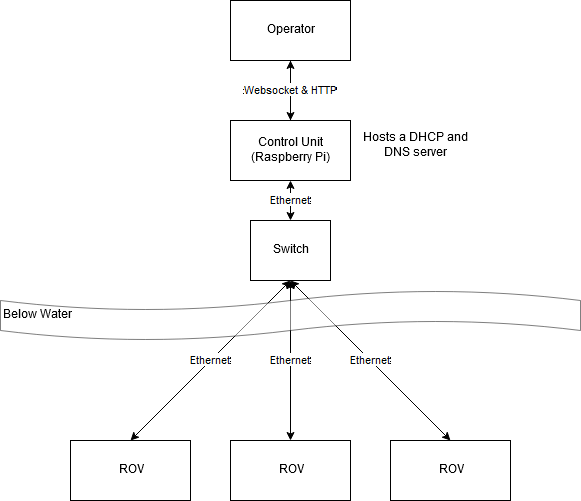 Operator
Websocket & HTTP
Control Unit
(Raspberry Pi)
Hosts a DHCP and
DNS server
Ethernet
Switch
Below Water
Ethernet
Ethernet
Ethernet
ROV
ROV
ROV